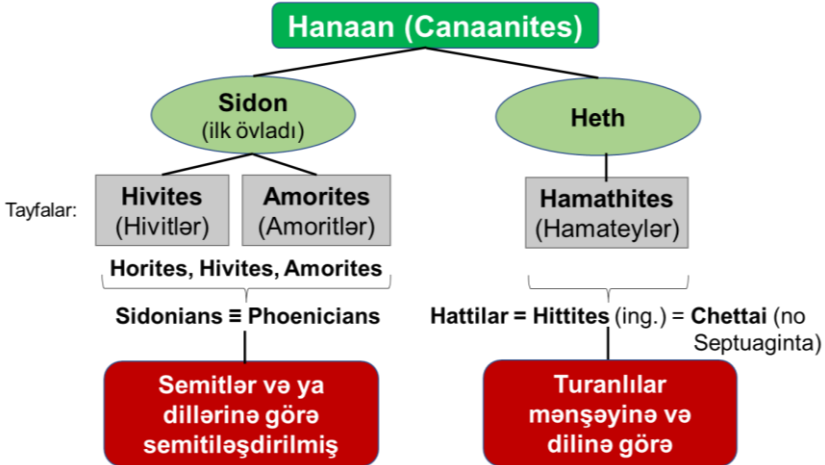 Hanaan (Canaanites)
Sidon
(ilk övladı)
Heth
Tayfalar:
Hivites
(Hivitlər)
Amorites
(Amoritlər)
Hamathites
(Hamateylər)
Horites, Hivites, Amorites
Sidonians ≡ Phoenicians
Hattilar = Hittites (ing.) = Chettai (no
Septuaginta)
Semitlər və ya
dillərinə görə
semitiləşdirilmiş
Turanlılar
mənşəyinə və
dilinə görə